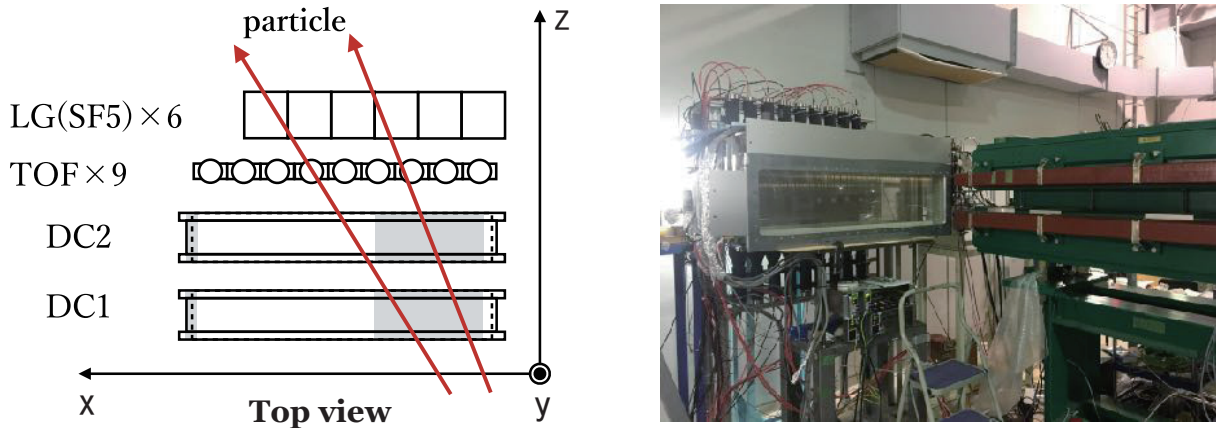 particle
z
LG(SF5)×6
TOF×9
DC2
DC1
x
Top view
y